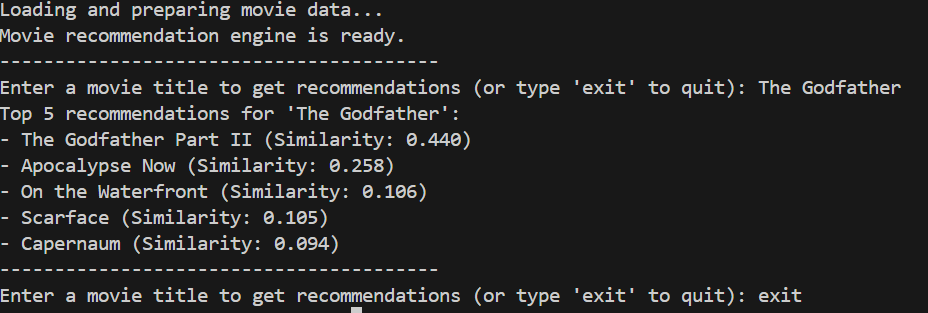 Loading and preparing movie data...
Movie recommendation engine is ready.
----------------------------------------
Enter a movie title to get recommendations (or type 'exit' to quit): The Godfather
Top 5 recommendations for 'The Godfather':
- The Godfather Part II (Similarity: 0.440)
- Apocalypse Now (Similarity: 0.258)
- On the Waterfront (Similarity: 0.106)
- Scarface (Similarity: 0.105)
- Capernaum (Similarity: 0.094)
----------------------------------------
Enter a movie title to get recommendations (or type 'exit' to quit): exit